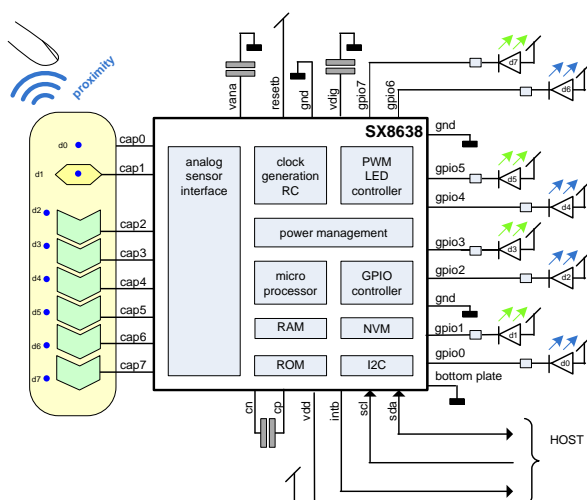 proximity
vana
resetb
gnd
vdig
gpio7
gpio6
d7
d6
SX8638
d0
cap0
d1
cap1
d2
cap2
d3
cap3
d4
cap4
d5
cap5
d6
cap6
d7
cap7
analog
sensor
interface
clock
generation
RC
PWM
LED
controller
power management
micro
processor
GPIO
controller
RAM
NVM
ROM
I2C
gnd
gpio5
d5
gpio4
d4
gpio3
d3
gpio2
d2
gnd
gpio1
d1
gpio0
d0
bottom plate
cn
cp
vdd
intb
scl
sda
HOST